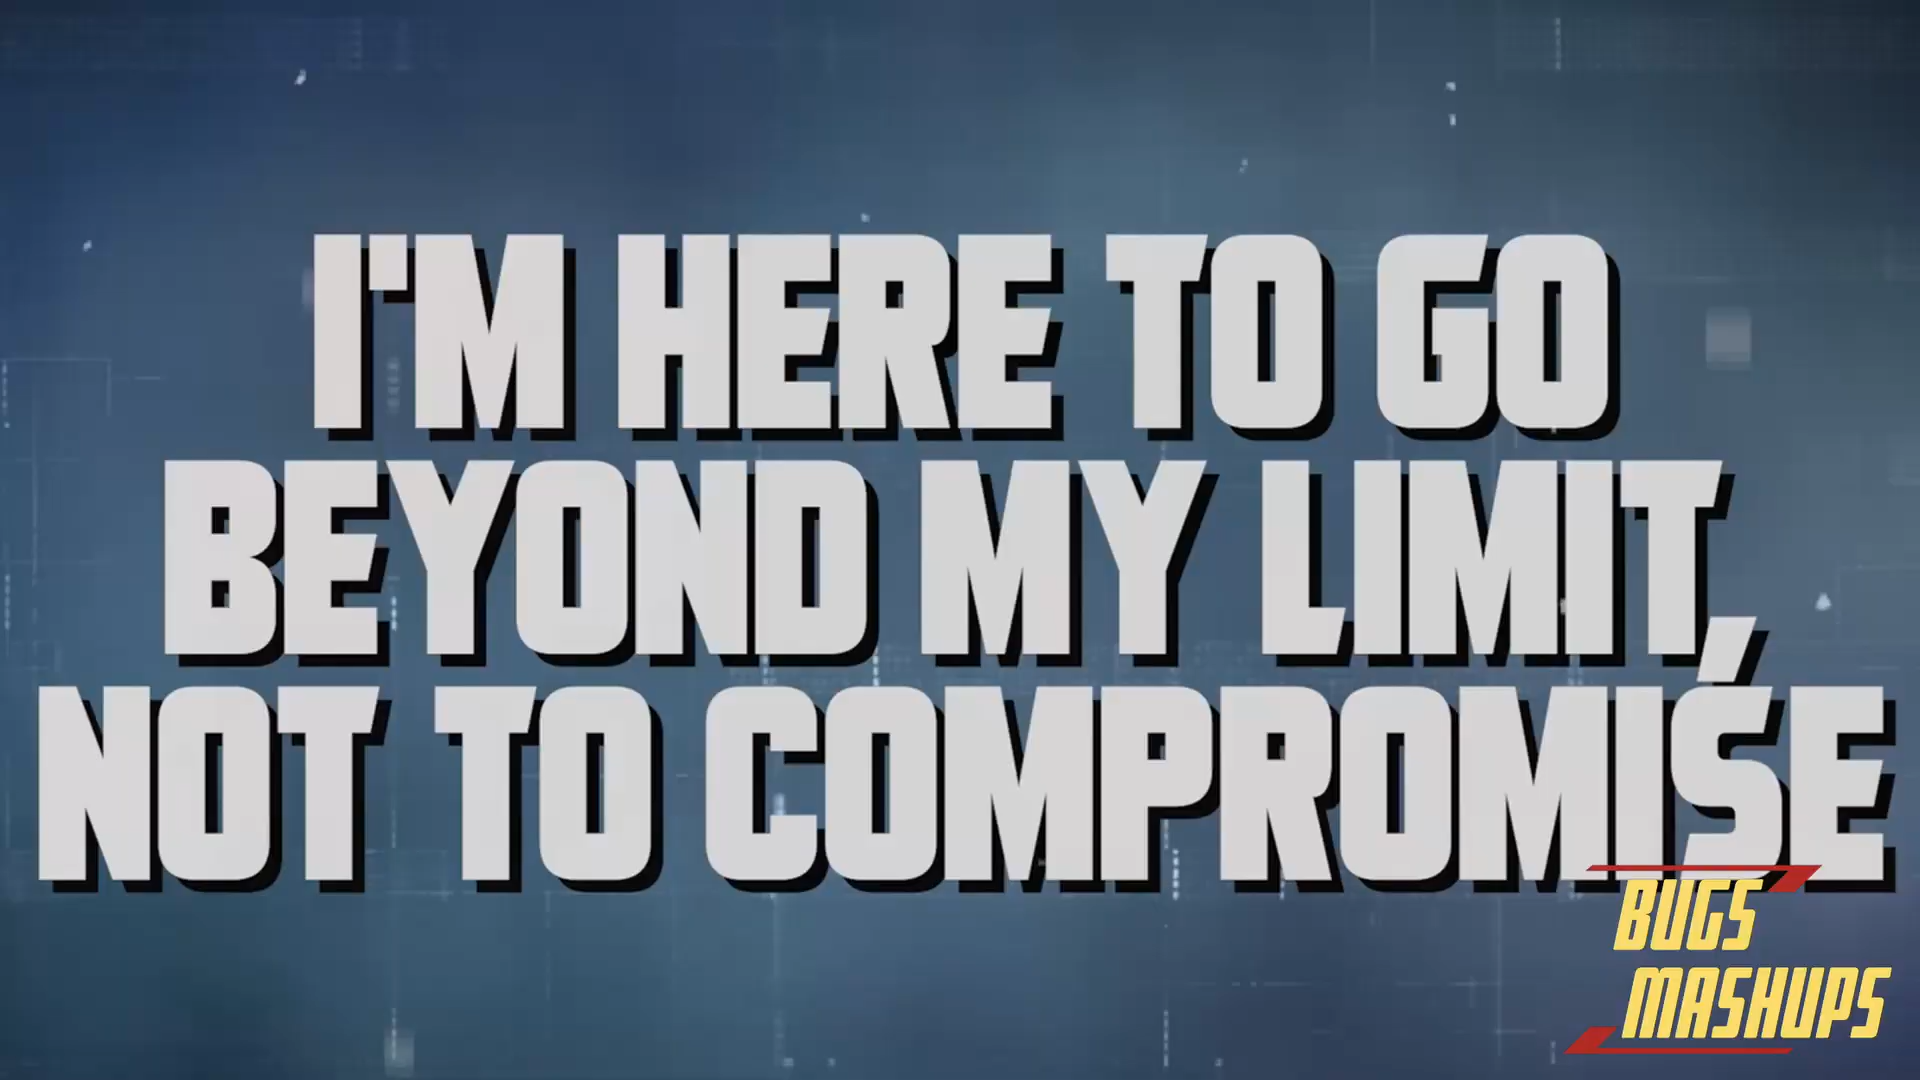 I'M HERE TO GO
BEYOND MY LIMIT,
NOT TO COMPROMISE
BUGS
MASHUPS